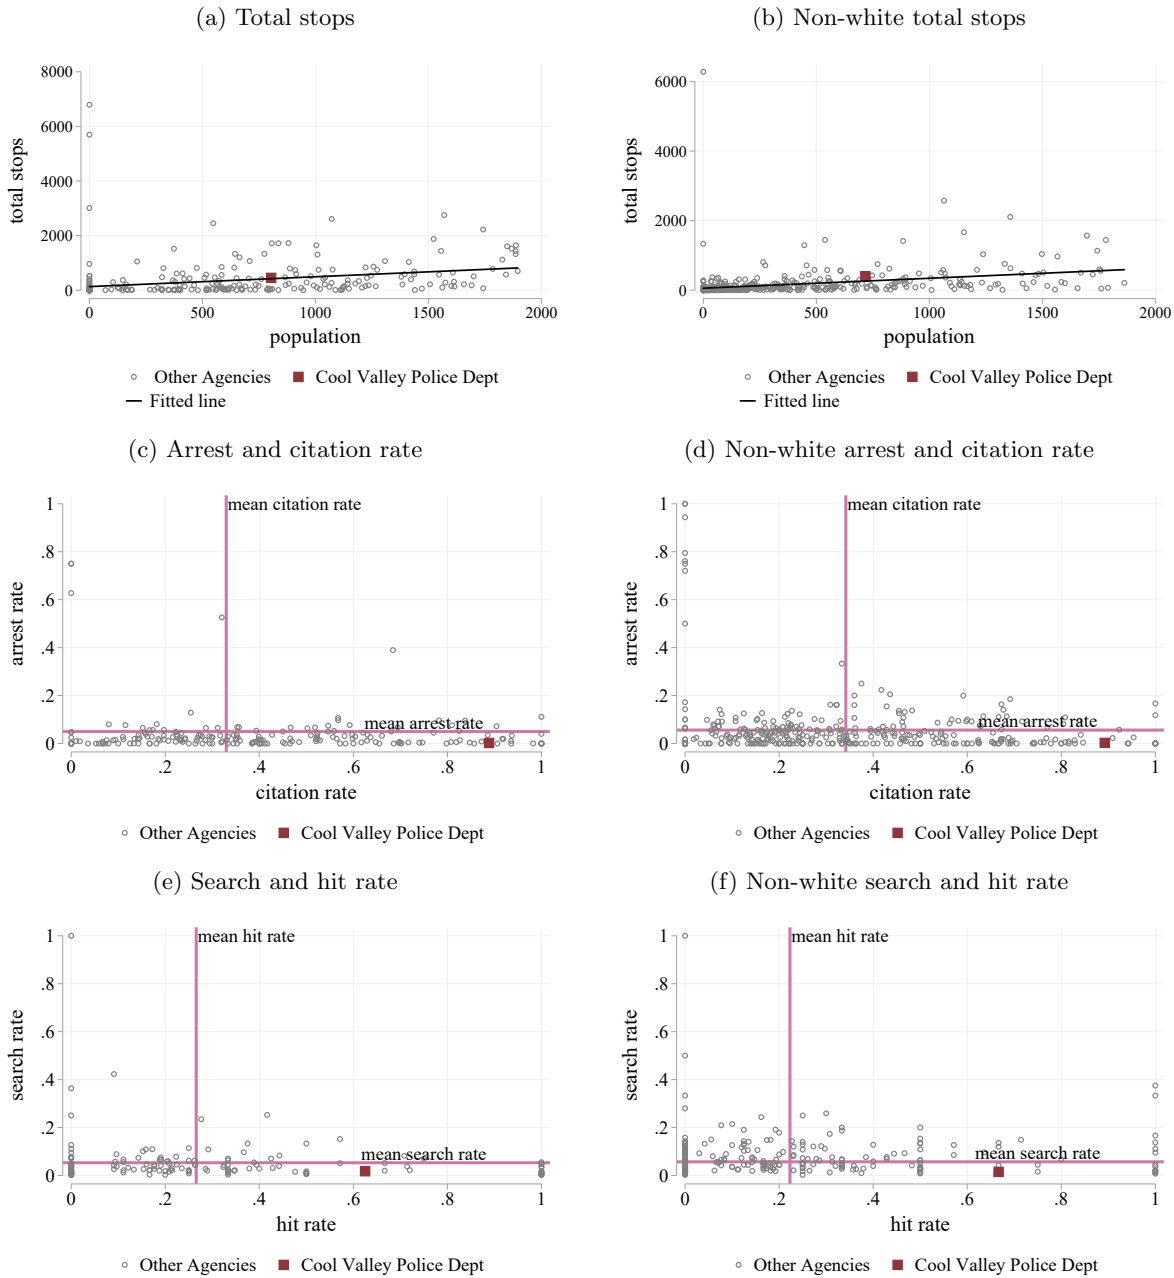 (a) Total stops
(b) Non-white total stops
total stops
8000
6000
4000
2000
0
0 500 1000 1500 2000
population
Other Agencies Cool Valley Police Dept
Fitted line
total stops
6000
4000
2000
0
0 500 1000 1500 2000
population
Other Agencies Cool Valley Police Dept
Fitted line
(c) Arrest and citation rate
(d) Non-white arrest and citation rate
arrest rate
1
.8
.6
.4
.2
0
mean citation rate
mean arrest rate
0 .2 .4 .6 .8 1
citation rate
Other Agencies Cool Valley Police Dept
arrest rate
1
.8
.6
.4
.2
0
mean citation rate
mean arrest rate
0 .2 .4 .6 .8 1
citation rate
Other Agencies Cool Valley Police Dept
(e) Search and hit rate
(f) Non-white search and hit rate
search rate
1
.8
.6
.4
.2
0
mean hit rate
mean search rate
0 .2 .4 .6 .8 1
hit rate
Other Agencies Cool Valley Police Dept
search rate
1
.8
.6
.4
.2
0
mean hit rate
mean search rate
0 .2 .4 .6 .8 1
hit rate
Other Agencies Cool Valley Police Dept